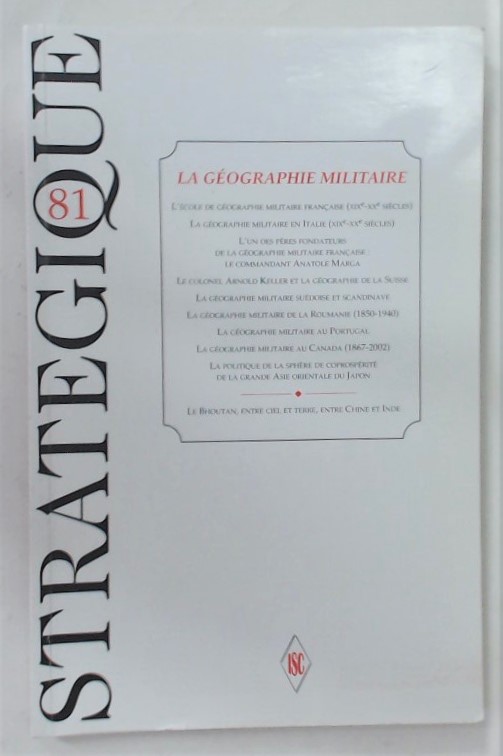 STRATEGIQUE
81
LA GÉOGRAPHIE MILITAIRE
L'ÉCOLE DE GÉOGRAPHIE MILITAIRE FRANÇAISE (XIXe-XXe SIÈCLES)
LA GÉOGRAPHIE MILITAIRE EN ITALIE (XIXe-XXe SIÈCLES)
L'UN DES PÈRES FONDATEURS
DE LA GÉOGRAPHIE MILITAIRE FRANÇAISE :
LE COMMANDANT ANATOLE MARGA
LE COLONEL ARNOLD KELLER ET LA GÉOGRAPHIE DE LA SUISSE
LA GÉOGRAPHIE MILITAIRE SUÉDOISE ET SCANDINAVE
LA GÉOGRAPHIE MILITAIRE DE LA ROUMANIE (1850-1940)
LA GÉOGRAPHIE MILITAIRE AU PORTUGAL
LA GÉOGRAPHIE MILITAIRE AU CANADA (1867-2002)
LA POLITIQUE DE LA SPHÈRE DE COPROSPÉRITÉ
DE LA GRANDE ASIE ORIENTALE DU JAPON
LE BHOUTAN, ENTRE CIEL ET TERRE, ENTRE CHINE ET INDE
ISC